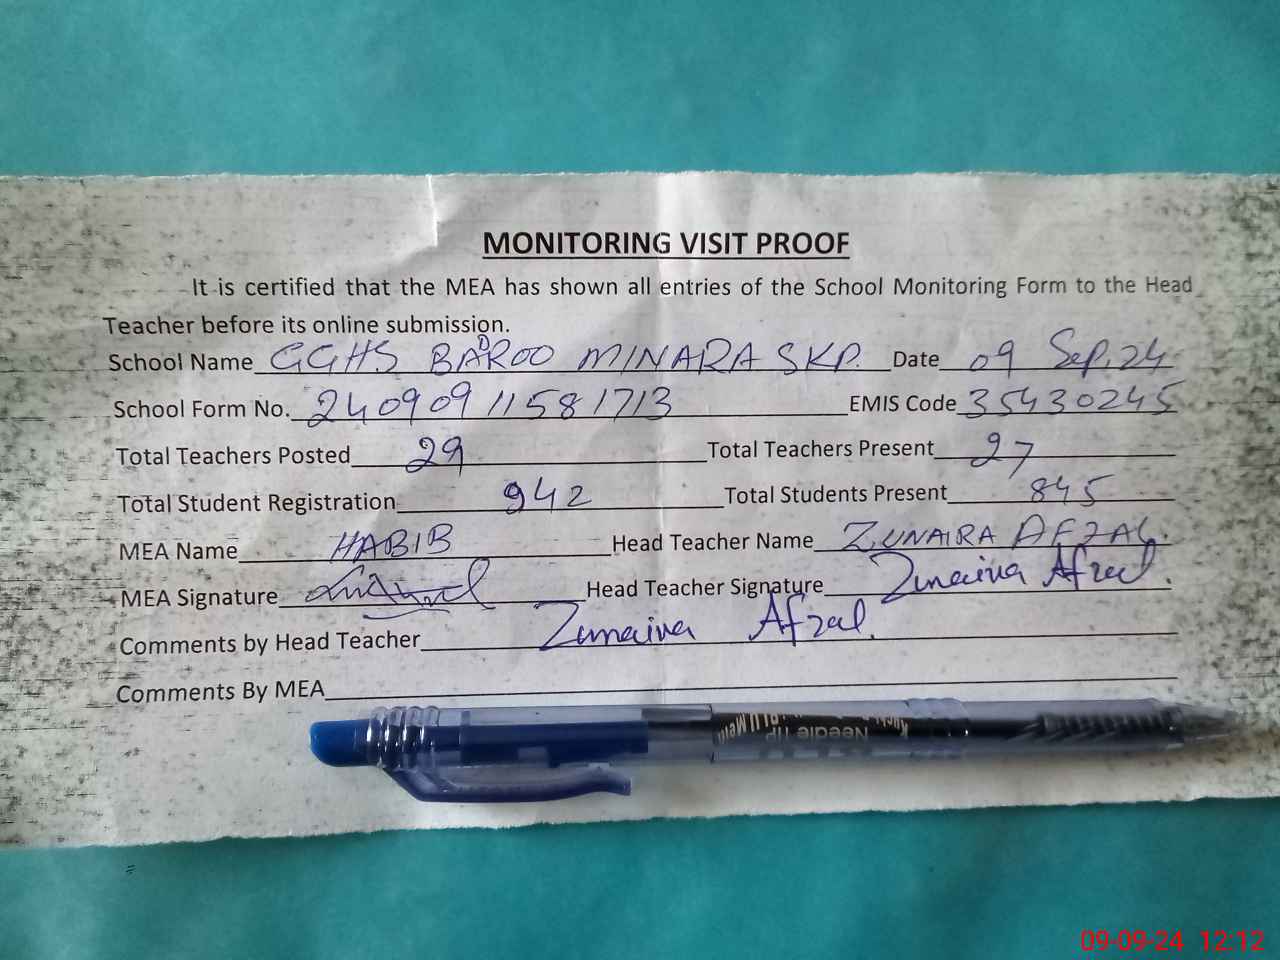 MONITORING VISIT PROOF
It is certified that the MEA has shown all entries of the School Monitoring Form to the Head
Teacher before its online submission.
School Name GGHS BADROO MINARA SKP. Date 09 Sep, 24
School Form No. 24090911581713 EMIS Code 35430245
Total Teachers Posted 29 Total Teachers Present 27
Total Student Registration 942 Total Students Present 845
MEA Name HABIB Head Teacher Name ZUNAIRA AFZAL.
MEA Signature Head Teacher Signature Zunaira Afzal.
Comments by Head Teacher Zunaira Afzal.
Comments By MEA
Needle Tip
09-09-24 12:12